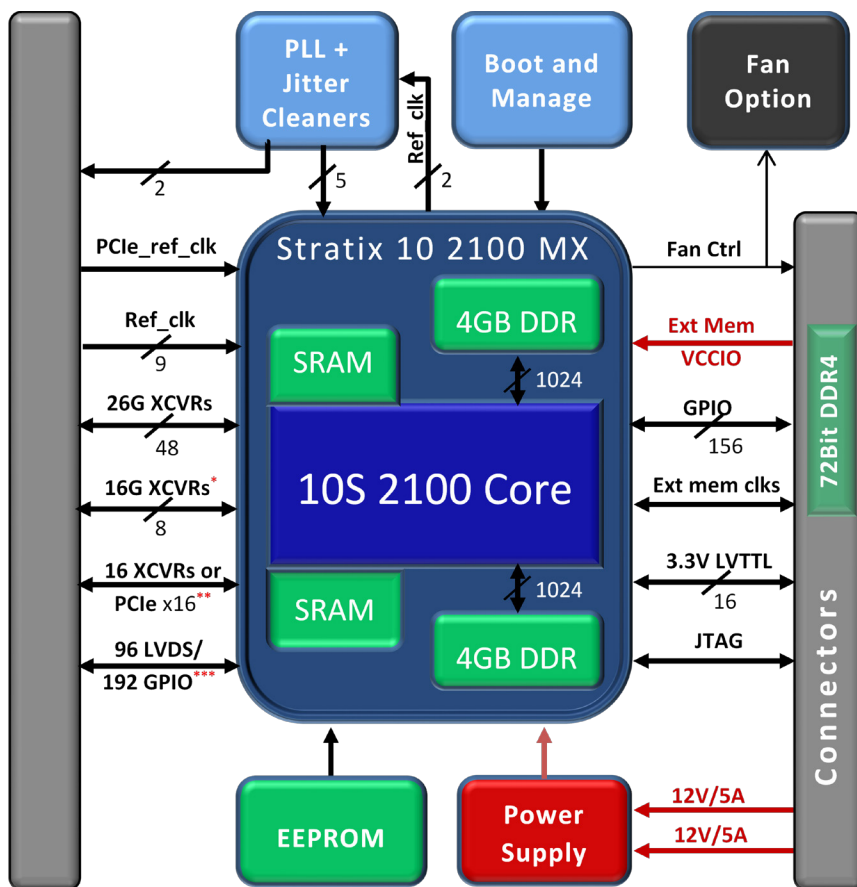 PLL +
Jitter
Cleaners
Boot and
Manage
Fan
Option
Ref_clk
2
5
2
PCIe_ref_clk
Stratix 10 2100 MX
Fan Ctrl
Ref_clk
9
4GB DDR
Ext Mem
VCCIO
SRAM
1024
26G XCVRs
48
GPIO
156
72Bit DDR4
16G XCVRs*
8
10S 2100 Core
Ext mem clks
16 XCVRs or
PCIe x16**
SRAM
1024
3.3V LVTTL
16
96 LVDS/
192 GPIO***
4GB DDR
JTAG
Connectors
EEPROM
Power
Supply
12V/5A
12V/5A